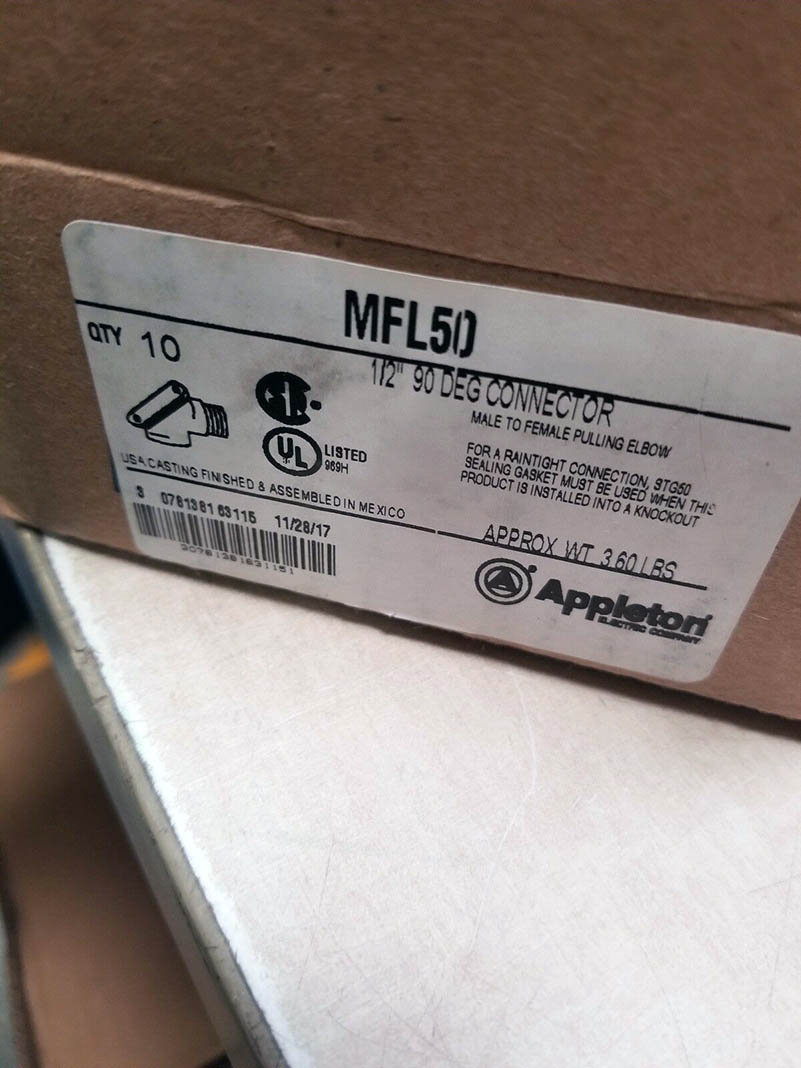 MFL50
QTY 10
1/2" 90 DEG CONNECTOR
MALE TO FEMALE PULLING ELBOW
FOR A RAINTIGHT CONNECTION, STG50
SEALING GASKET MUST BE USED WHEN THIS
PRODUCT IS INSTALLED INTO A KNOCKOUT
UL
LISTED
969H
USA CASTING FINISHED & ASSEMBLED IN MEXICO
3 0781381 63115 11/28/17
30781381631151
APPROX WT 3.60 LBS
Appleton
ELECTRIC COMPANY